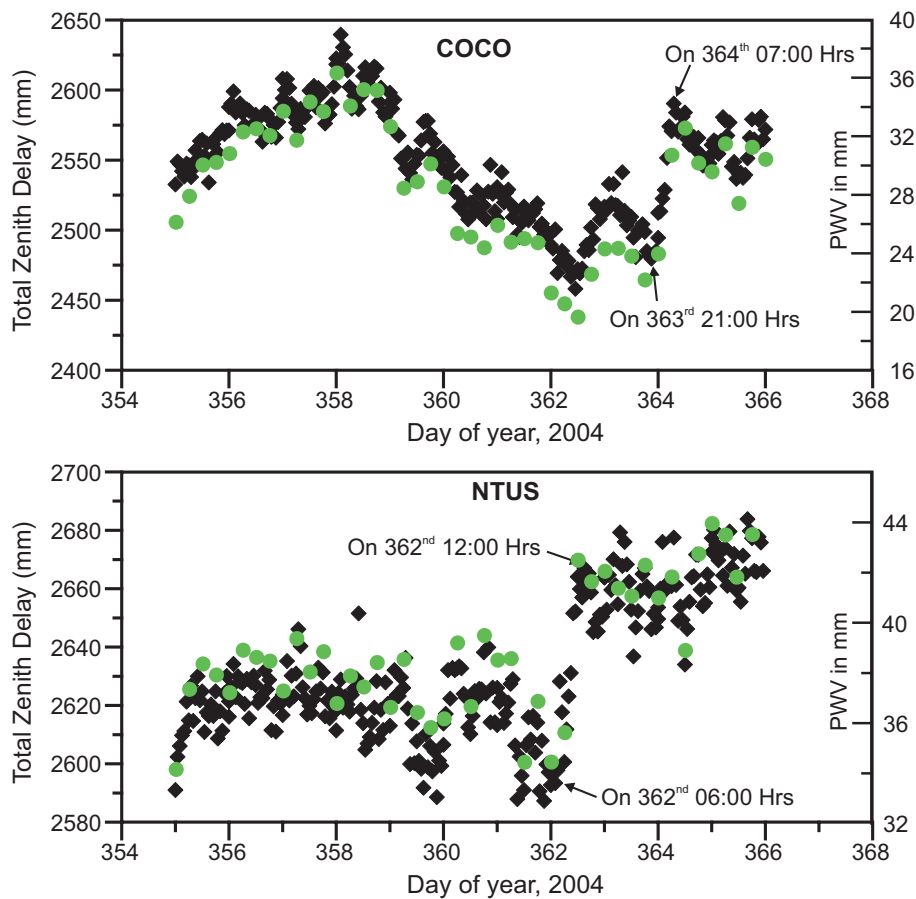 COCO
Total Zenith Delay (mm)
2650
2600
2550
2500
2450
2400
40
36
32
28
24
20
16
PWV in mm
On 364th 07:00 Hrs
On 363rd 21:00 Hrs
354 356 358 360 362 364 366 368
Day of year, 2004
NTUS
Total Zenith Delay (mm)
2700
2680
2660
2640
2620
2600
2580
44
40
36
32
PWV in mm
On 362nd 12:00 Hrs
On 362nd 06:00 Hrs
354 356 358 360 362 364 366 368
Day of year, 2004